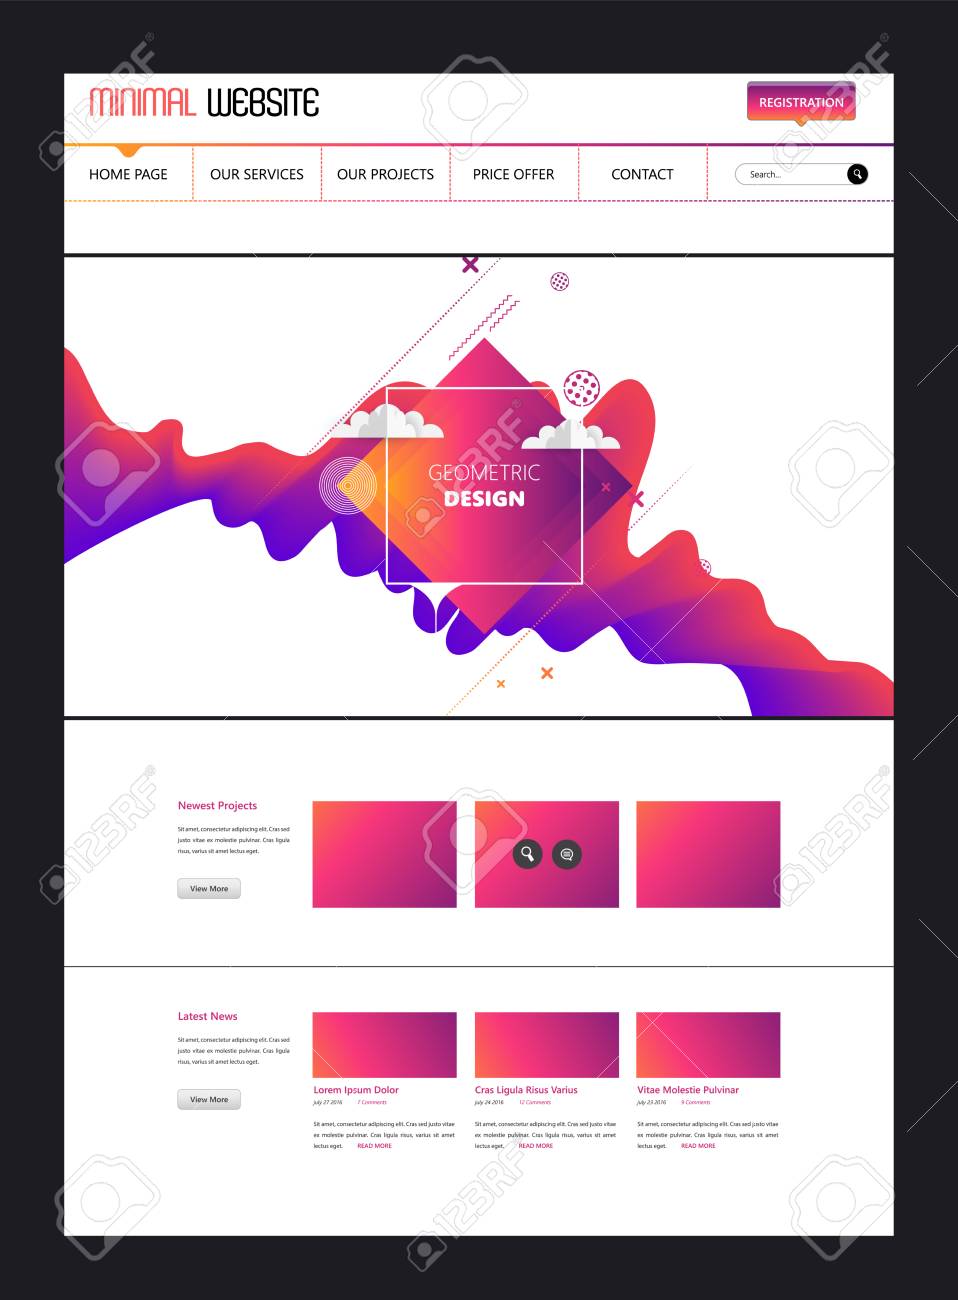 MINIMAL WEBSITE
REGISTRATION
HOME PAGE
OUR SERVICES
OUR PROJECTS
PRICE OFFER
CONTACT
Search...
GEOMETRIC
DESIGN
Newest Projects
Sit amet, consectetur adipiscing elit. Cras sed
justo vitae ex molestie pulvinar. Cras ligula
risus, varius sit amet lectus eget.
View More
Latest News
Sit amet, consectetur adipiscing elit. Cras sed
justo vitae ex molestie pulvinar. Cras ligula
risus, varius sit amet lectus eget.
View More
Lorem Ipsum Dolor
july 27 2016 7 Comments
Sit amet, consectetur adipiscing elit. Cras sed justo
vitae ex molestie pulvinar. Cras ligula risus, varius sit amet
lectus eget. READ MORE
Cras Ligula Risus Varius
july 24 2016 12 Comments
Sit amet, consectetur adipiscing elit. Cras sed justo vitae
ex molestie pulvinar. Cras ligula risus, varius sit amet
lectus eget. READ MORE
Vitae Molestie Pulvinar
july 23 2016 9 Comments
Sit amet, consectetur adipiscing elit. Cras sed justo vitae
ex molestie pulvinar. Cras ligula risus, varius sit amet
lectus eget. READ MORE
123RF
123RF
123RF
123RF
123RF
123RF
123RF